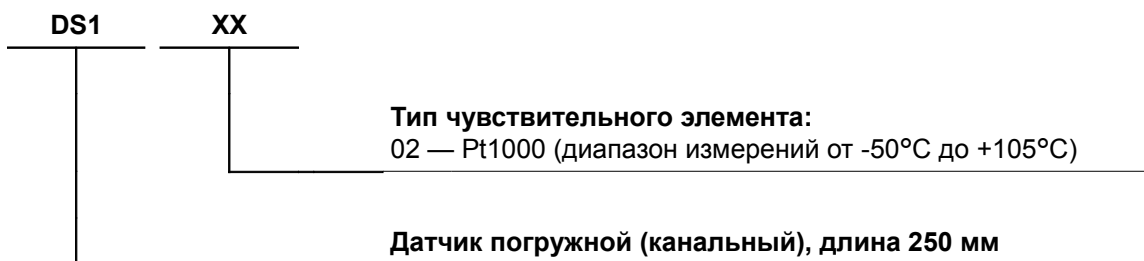 DS1 XX
Тип чувствительного элемента:
02 — Pt1000 (диапазон измерений от -50°C до +105°C)
Датчик погружной (канальный), длина 250 мм